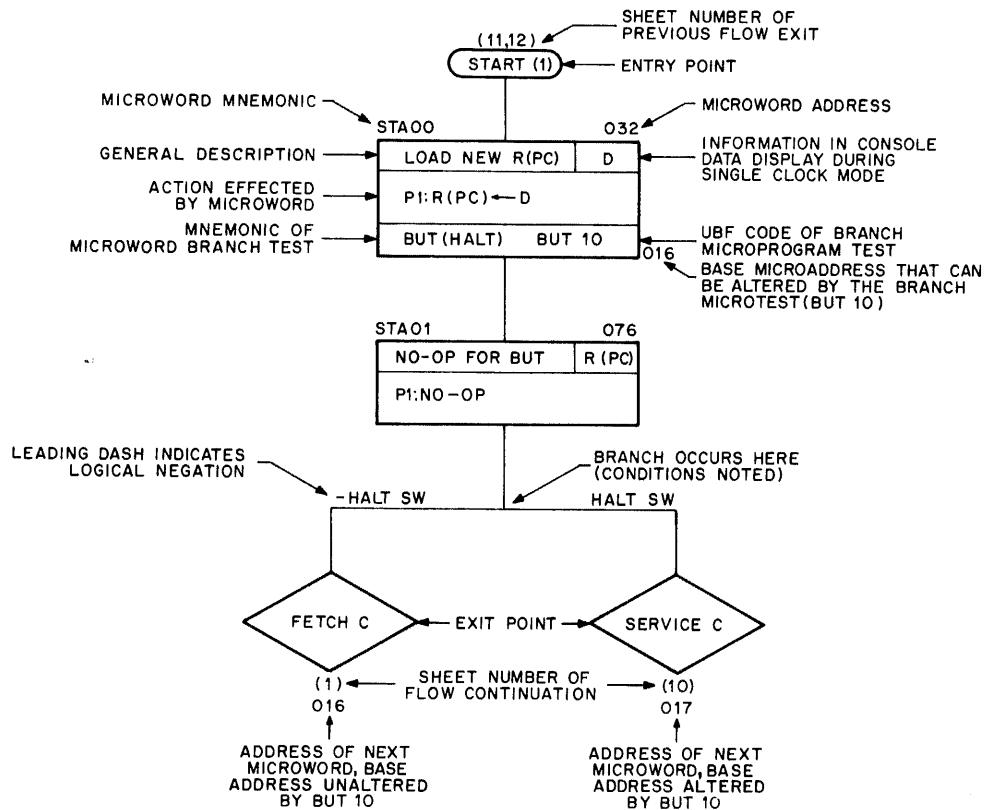 SHEET NUMBER OF
PREVIOUS FLOW EXIT
(11,12)
START (1)
ENTRY POINT
MICROWORD MNEMONIC
MICROWORD ADDRESS
STA00
032
GENERAL DESCRIPTION
LOAD NEW R(PC)
D
INFORMATION IN CONSOLE
DATA DISPLAY DURING
SINGLE CLOCK MODE
ACTION EFFECTED
BY MICROWORD
P1:R(PC)←D
MNEMONIC OF
MICROWORD BRANCH TEST
BUT(HALT) BUT 10
UBF CODE OF BRANCH
MICROPROGRAM TEST
016
BASE MICROADDRESS THAT CAN
BE ALTERED BY THE BRANCH
MICROTEST(BUT 10)
STA01
076
NO-OP FOR BUT
R(PC)
P1:NO-OP
LEADING DASH INDICATES
LOGICAL NEGATION
BRANCH OCCURS HERE
(CONDITIONS NOTED)
-HALT SW
HALT SW
FETCH C
EXIT POINT
SERVICE C
(1)
SHEET NUMBER OF
FLOW CONTINUATION
(10)
016
017
ADDRESS OF NEXT
MICROWORD, BASE
ADDRESS UNALTERED
BY BUT 10
ADDRESS OF NEXT
MICROWORD, BASE
ADDRESS ALTERED
BY BUT 10